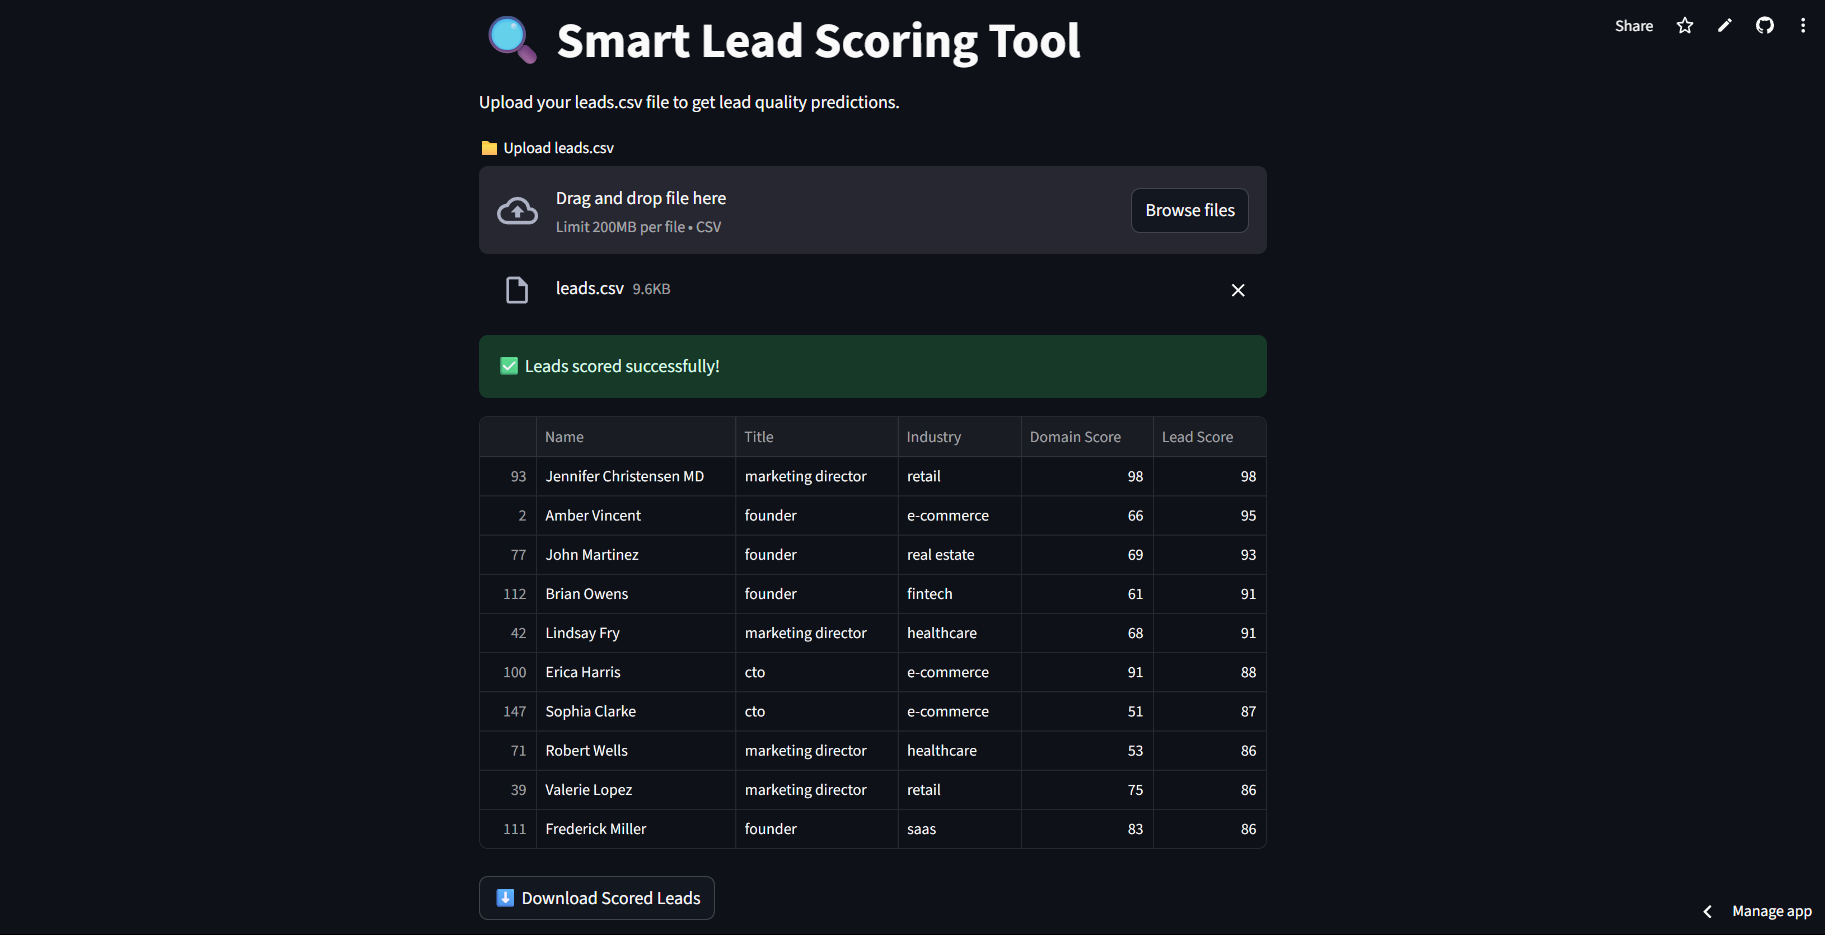 Smart Lead Scoring Tool
Share
Upload your leads.csv file to get lead quality predictions.
Upload leads.csv
Drag and drop file here
Limit 200MB per file • CSV
Browse files
leads.csv 9.6KB
Leads scored successfully!
Name Title Industry Domain Score Lead Score
93 Jennifer Christensen MD marketing director retail 98 98
2 Amber Vincent founder e-commerce 66 95
77 John Martinez founder real estate 69 93
112 Brian Owens founder fintech 61 91
42 Lindsay Fry marketing director healthcare 68 91
100 Erica Harris cto e-commerce 91 88
147 Sophia Clarke cto e-commerce 51 87
71 Robert Wells marketing director healthcare 53 86
39 Valerie Lopez marketing director retail 75 86
111 Frederick Miller founder saas 83 86
Download Scored Leads
Manage app